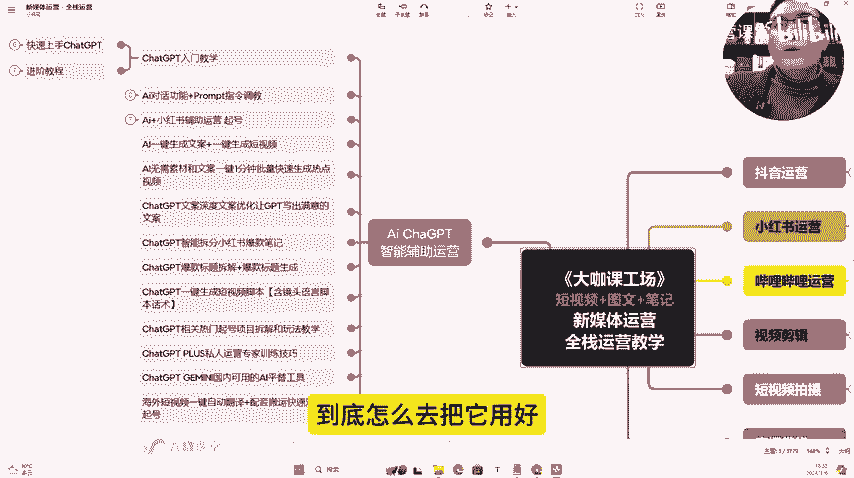 新媒体运营·全栈运营
快速上手ChatGPT
进阶教程
ChatGPT入门教学
Ai对话功能+Prompt指令调教
Ai+小红书辅助运营 起号
AI一键生成文案+一键生成短视频
AI无需素材和文案一键1分钟批量快速生成热点
视频
ChatGPT文案深度文案优化让GPT写出满意的
文案
ChatGPT智能拆分小红书爆款笔记
ChatGPT爆款标题拆解+爆款标题生成
ChatGPT一键生成短视频脚本【含镜头语言脚
本话术】
ChatGPT相关热门起号项目拆解和玩法教学
ChatGPT PLUS私人运营专家训练技巧
ChatGPT GEMINI国内可用的AI平替工具
海外短视频一键自动翻译+配音搬运快速
起号
Ai ChaGPT
智能辅助运营
《大咖课工场》
短视频+图文+笔记
新媒体运营
全栈运营教学
抖音运营
小红书运营
哔哩哔哩运营
视频剪辑
短视频拍摄
bilibili
到底怎么去把它用好
搜索